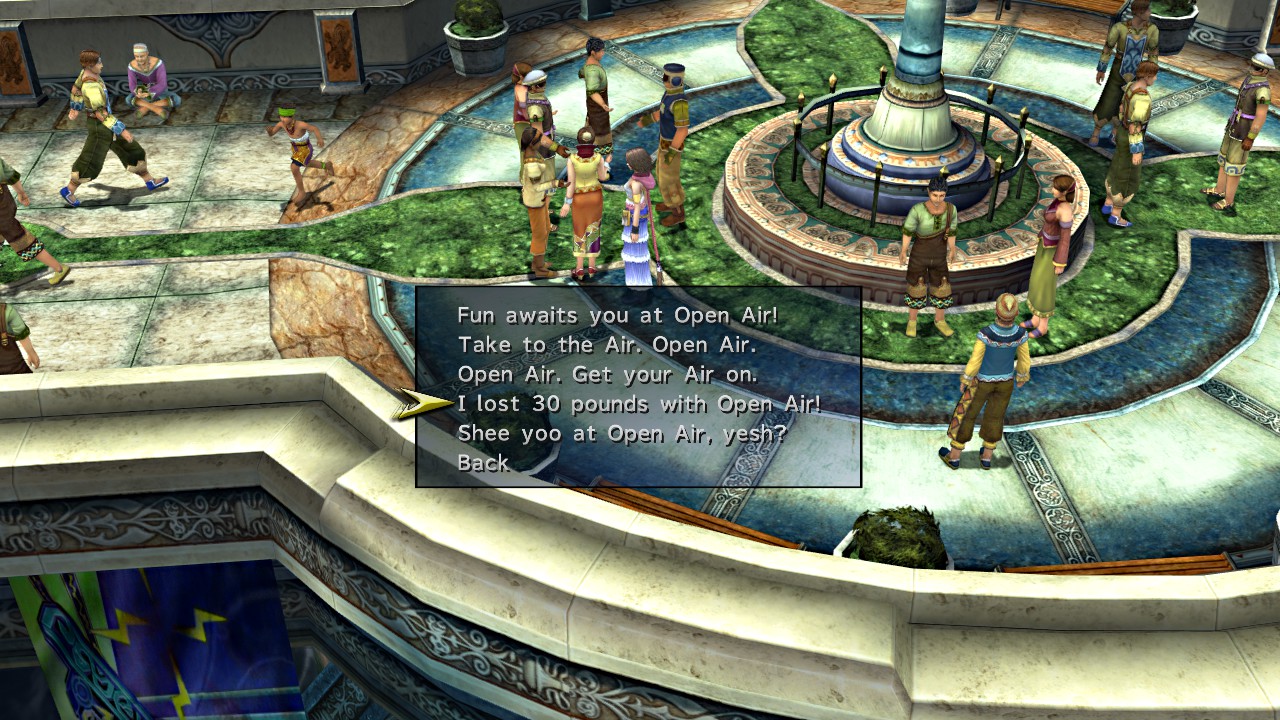 Fun awaits you at Open Air!
Take to the Air. Open Air.
Open Air. Get your Air on.
I lost 30 pounds with Open Air!
Shee yoo at Open Air, yesh?
Back